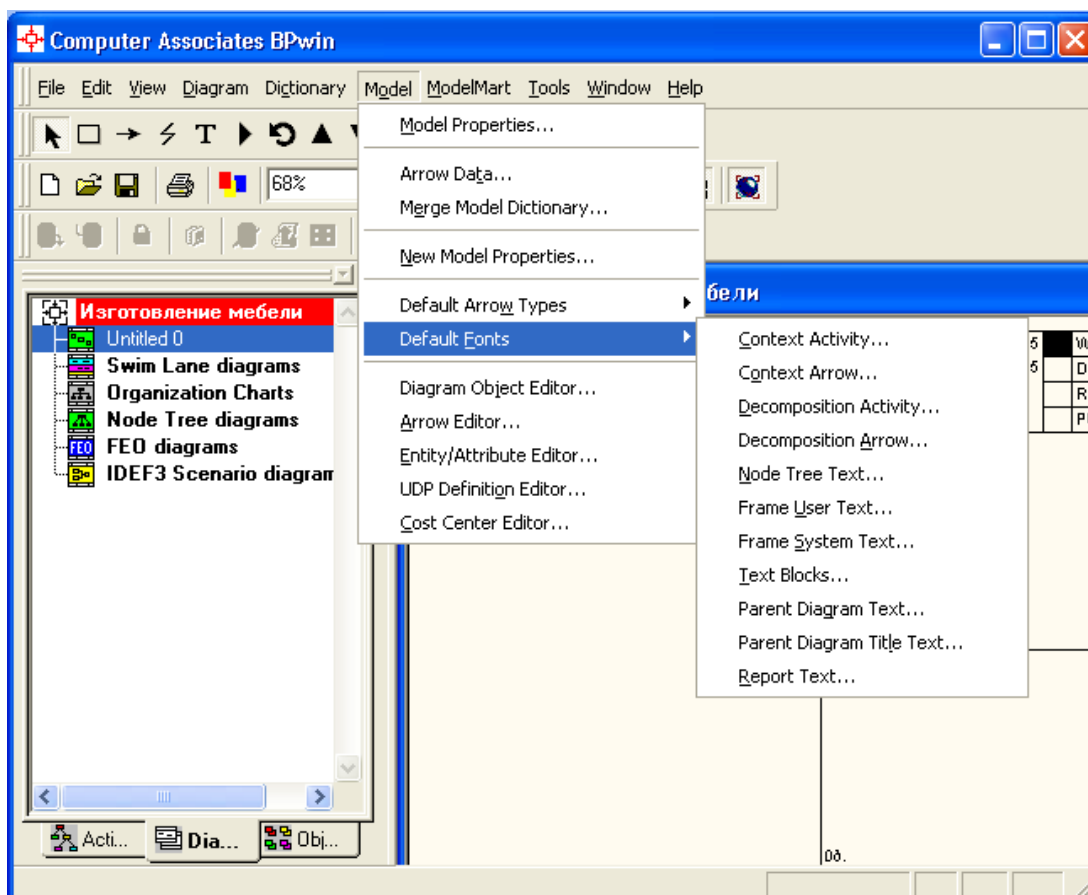 Computer Associates BPwin
File Edit View Diagram Dictionary Model ModelMart Tools Window Help
T
68%
Model Properties...
Arrow Data...
Merge Model Dictionary...
New Model Properties...
Default Arrow Types
Default Fonts
Diagram Object Editor...
Arrow Editor...
Entity/Attribute Editor...
UDP Definition Editor...
Cost Center Editor...
Context Activity...
Context Arrow...
Decomposition Activity...
Decomposition Arrow...
Node Tree Text...
Frame User Text...
Frame System Text...
Text Blocks...
Parent Diagram Text...
Parent Diagram Title Text...
Report Text...
Изготовление мебели
Untitled 0
Swim Lane diagrams
Organization Charts
Node Tree diagrams
FEO FEO diagrams
IDEF3 Scenario diagram
бели
5
5 D
R
0ð.
Acti... Dia... Obj...